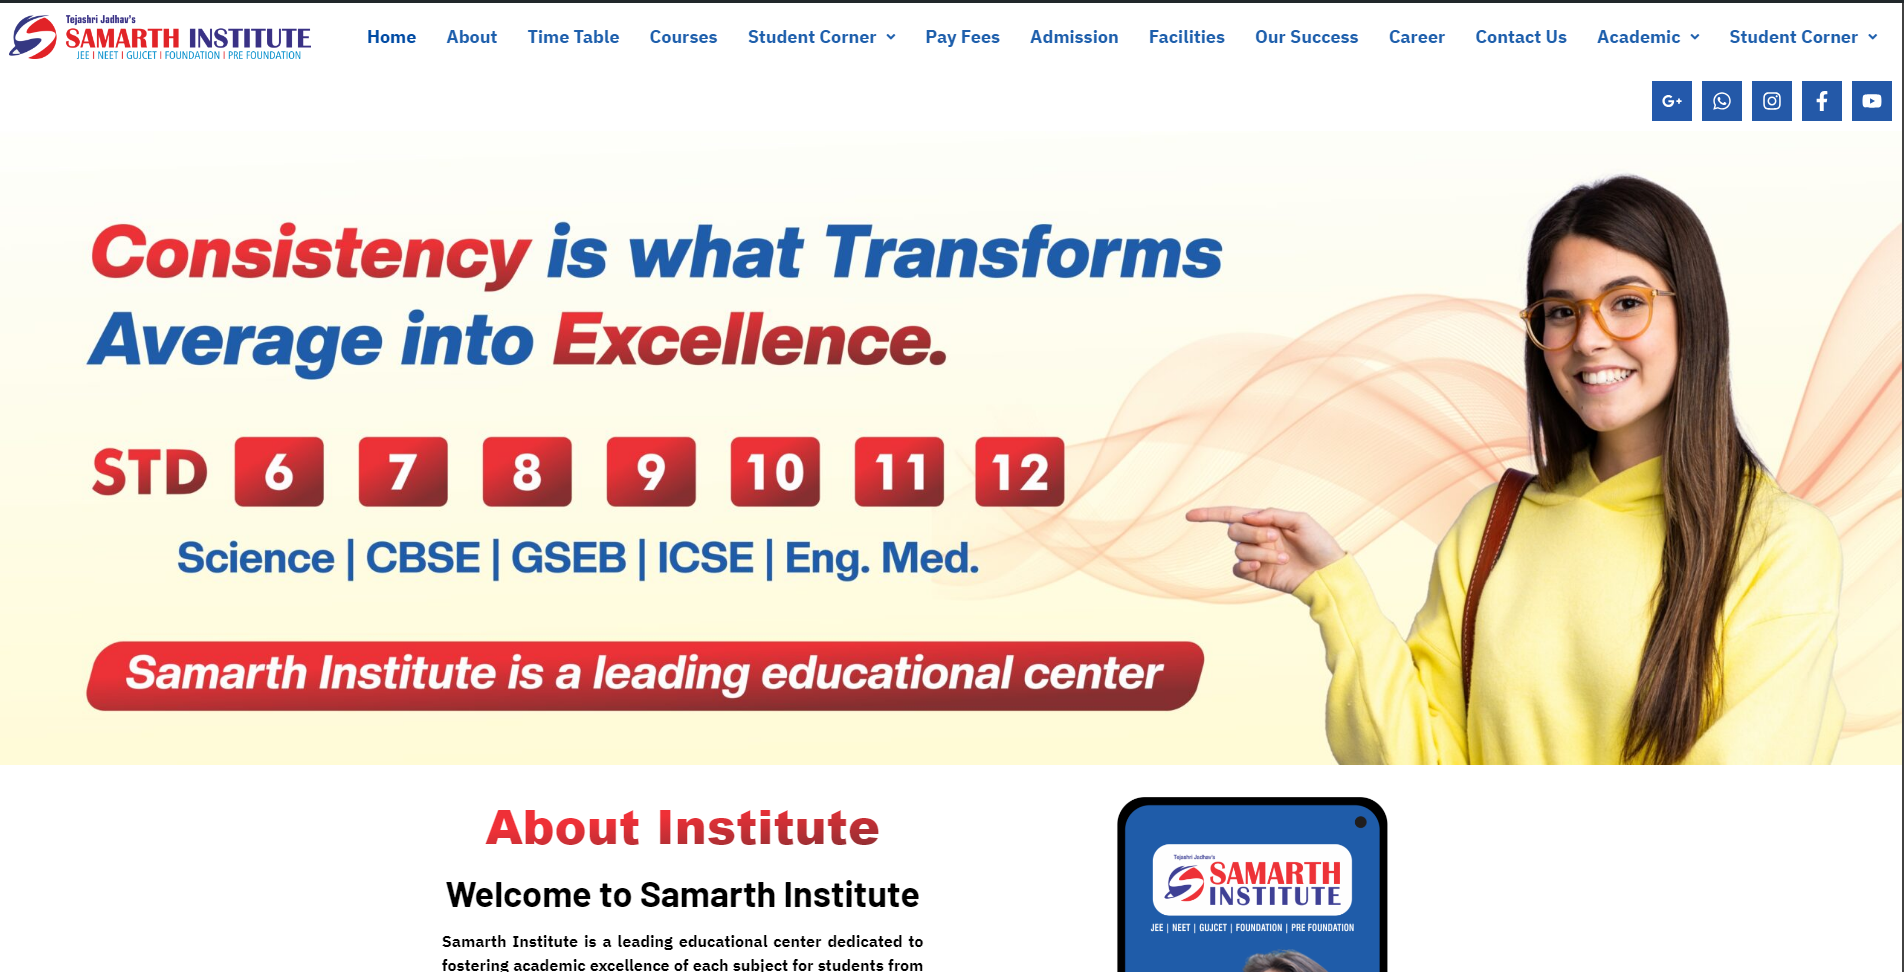 Tejashri Jadhav's
SAMARTH INSTITUTE
JEE | NEET | GUJCET | FOUNDATION | PRE FOUNDATION
Home About Time Table Courses Student Corner Pay Fees Admission Facilities Our Success Career Contact Us Academic Student Corner
G+
Consistency is what Transforms
Average into Excellence.
STD 6 7 8 9 10 11 12
Science | CBSE | GSEB | ICSE | Eng. Med.
Samarth Institute is a leading educational center
About Institute
Welcome to Samarth Institute
Samarth Institute is a leading educational center dedicated to
fostering academic excellence of each subject for students from
Tejashri Jadhav's
SAMARTH
INSTITUTE
JEE | NEET | GUJCET | FOUNDATION | PRE FOUNDATION